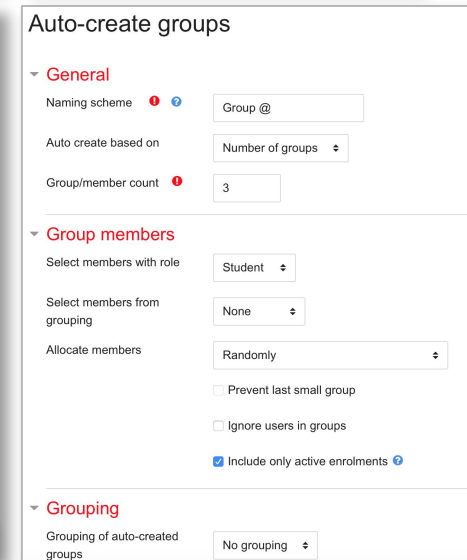 Auto-create groups
General
Naming scheme
Group @
Auto create based on
Number of groups
Group/member count
3
Group members
Select members with role
Student
Select members from
grouping
None
Allocate members
Randomly
Prevent last small group
Ignore users in groups
Include only active enrolments
Grouping
Grouping of auto-created
groups
No grouping